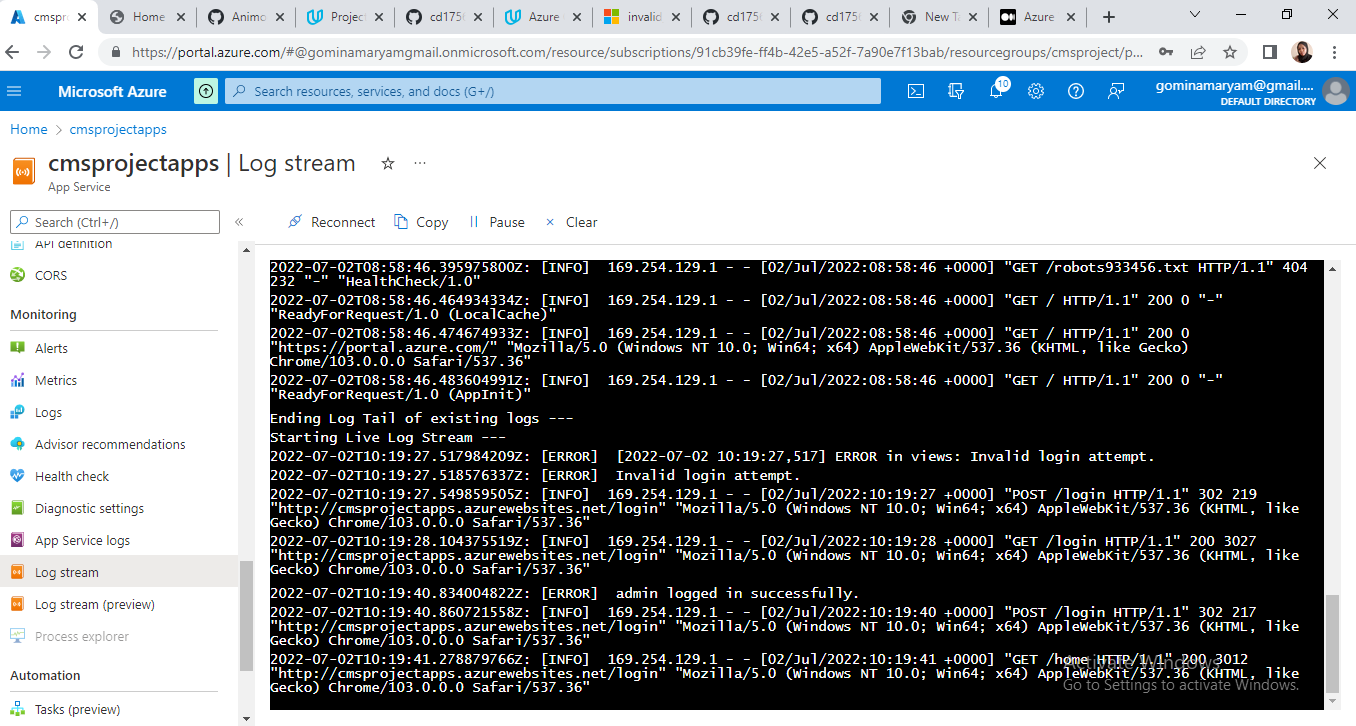 cmspro
Home
Animo
Project
cd1756
Azure
invalid
cd1756
cd1756
New Ta
Azure
https://portal.azure.com/#@gominamaryamgmail.onmicrosoft.com/resource/subscriptions/91cb39fe-ff4b-42e5-a52f-7a90e7f13bab/resourcegroups/cmsproject/p...
Microsoft Azure
Search resources, services, and docs (G+/)
10
gominamaryam@gmail....
DEFAULT DIRECTORY
Home > cmsprojectapps
cmsprojectapps | Log stream
App Service
Search (Ctrl+/)
«
Reconnect
Copy
Pause
Clear
API definition
CORS
Monitoring
Alerts
Metrics
Logs
Advisor recommendations
Health check
Diagnostic settings
App Service logs
Log stream
Log stream (preview)
Process explorer
Automation
Tasks (preview)
2022-07-02T08:58:46.395975800Z: [INFO]  169.254.129.1 - - [02/Jul/2022:08:58:46 +0000] "GET /robots933456.txt HTTP/1.1" 404
232 "-" "HealthCheck/1.0"
2022-07-02T08:58:46.464934334Z: [INFO]  169.254.129.1 - - [02/Jul/2022:08:58:46 +0000] "GET / HTTP/1.1" 200 0 "-"
"ReadyForRequest/1.0 (LocalCache)"
2022-07-02T08:58:46.474674933Z: [INFO]  169.254.129.1 - - [02/Jul/2022:08:58:46 +0000] "GET / HTTP/1.1" 200 0
"https://portal.azure.com/" "Mozilla/5.0 (Windows NT 10.0; Win64; x64) AppleWebKit/537.36 (KHTML, like Gecko)
Chrome/103.0.0.0 Safari/537.36"
2022-07-02T08:58:46.483604991Z: [INFO]  169.254.129.1 - - [02/Jul/2022:08:58:46 +0000] "GET / HTTP/1.1" 200 0 "-"
"ReadyForRequest/1.0 (AppInit)"
Ending Log Tail of existing logs ---
Starting Live Log Stream ---
2022-07-02T10:19:27.517984209Z: [ERROR]  [2022-07-02 10:19:27,517] ERROR in views: Invalid login attempt.
2022-07-02T10:19:27.518576337Z: [ERROR]  Invalid login attempt.
2022-07-02T10:19:27.549859505Z: [INFO]  169.254.129.1 - - [02/Jul/2022:10:19:27 +0000] "POST /login HTTP/1.1" 302 219
"http://cmsprojectapps.azurewebsites.net/login" "Mozilla/5.0 (Windows NT 10.0; Win64; x64) AppleWebKit/537.36 (KHTML, like
Gecko) Chrome/103.0.0.0 Safari/537.36"
2022-07-02T10:19:28.104375519Z: [INFO]  169.254.129.1 - - [02/Jul/2022:10:19:28 +0000] "GET /login HTTP/1.1" 200 3027
"http://cmsprojectapps.azurewebsites.net/login" "Mozilla/5.0 (Windows NT 10.0; Win64; x64) AppleWebKit/537.36 (KHTML, like
Gecko) Chrome/103.0.0.0 Safari/537.36"
2022-07-02T10:19:40.834004822Z: [ERROR]  admin logged in successfully.
2022-07-02T10:19:40.860721558Z: [INFO]  169.254.129.1 - - [02/Jul/2022:10:19:40 +0000] "POST /login HTTP/1.1" 302 217
"http://cmsprojectapps.azurewebsites.net/login" "Mozilla/5.0 (Windows NT 10.0; Win64; x64) AppleWebKit/537.36 (KHTML, like
Gecko) Chrome/103.0.0.0 Safari/537.36"
2022-07-02T10:19:41.278879766Z: [INFO]  169.254.129.1 - - [02/Jul/2022:10:19:41 +0000] "GET /home HTTP/1.1" 200 3012
"http://cmsprojectapps.azurewebsites.net/login" "Mozilla/5.0 (Windows NT 10.0; Win64; x64) AppleWebKit/537.36 (KHTML, like
Gecko) Chrome/103.0.0.0 Safari/537.36"
Activate Windows
Go to Settings to activate Windows.